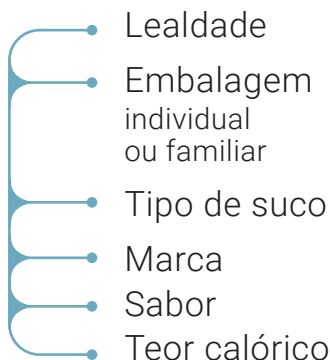 Lealdade
Embalagem
individual
ou familiar
Tipo de suco
Marca
Sabor
Teor calórico